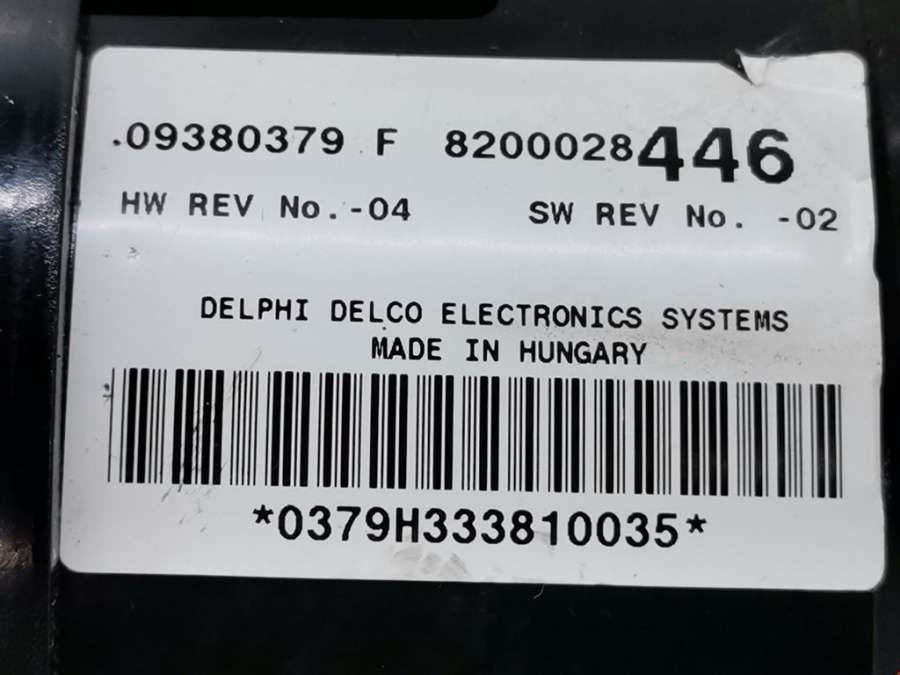 .09380379 F 8200028446
HW REV No.-04 SW REV No. -02
DELPHI DELCO ELECTRONICS SYSTEMS
MADE IN HUNGARY
*0379H333810035*